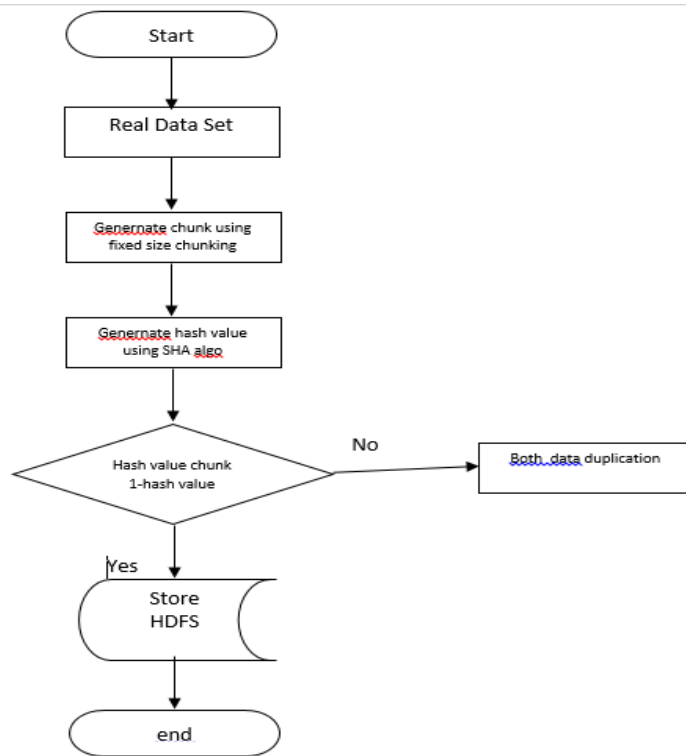 Start
Real Data Set
Genernate chunk using
fixed size chunking
Genernate hash value
using SHA algo
Hash value chunk
1-hash value
No
Both data duplication
Yes
Store
HDFS
end